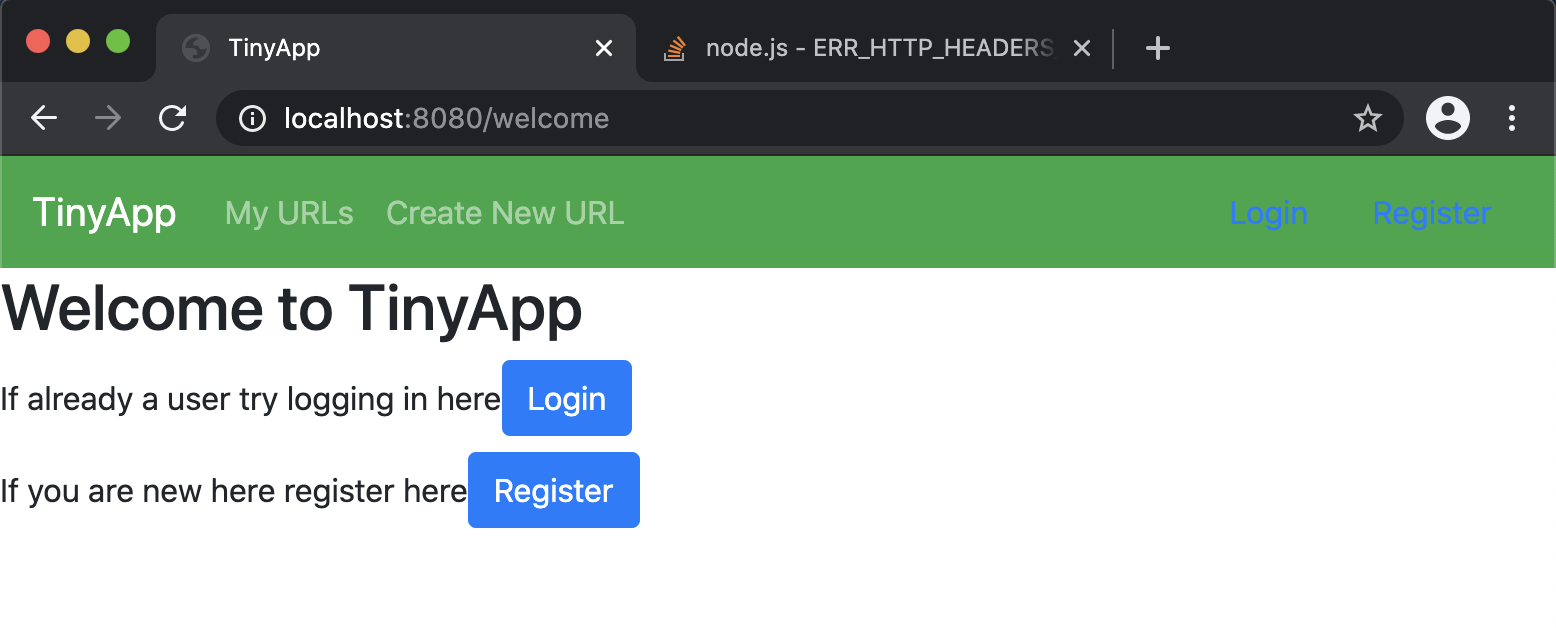 TinyApp
node.js - ERR_HTTP_HEADERS
localhost:8080/welcome
TinyApp My URLs Create New URL Login Register
Welcome to TinyApp
If already a user try logging in here Login
If you are new here register here Register